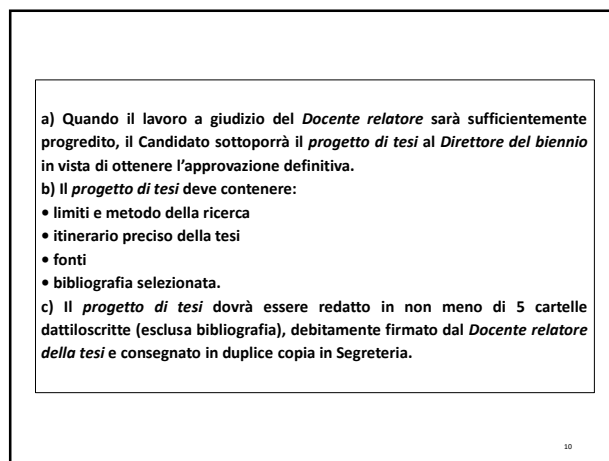 a) Quando il lavoro a giudizio del Docente relatore sarà sufficientemente
progredito, il Candidato sottoporrà il progetto di tesi al Direttore del biennio
in vista di ottenere l’approvazione definitiva.
b) Il progetto di tesi deve contenere:
• limiti e metodo della ricerca
• itinerario preciso della tesi
• fonti
• bibliografia selezionata.
c) Il progetto di tesi dovrà essere redatto in non meno di 5 cartelle
dattiloscritte (esclusa bibliografia), debitamente firmato dal Docente relatore
della tesi e consegnato in duplice copia in Segreteria.
10